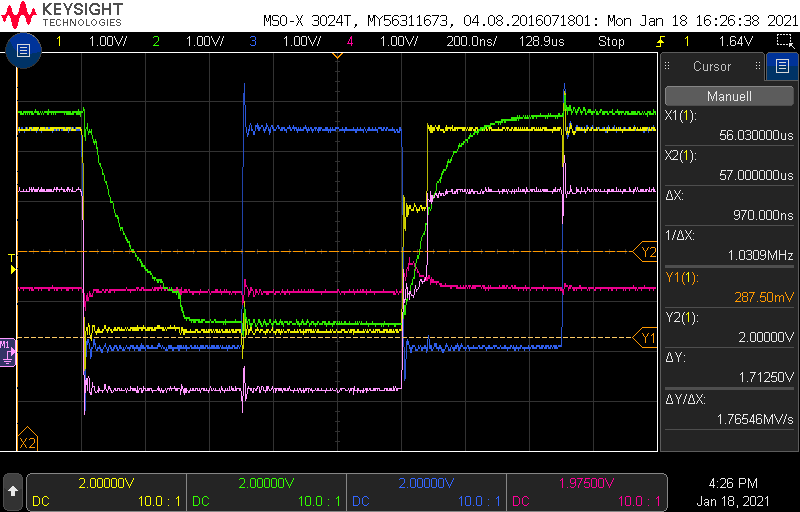 KEYSIGHT
TECHNOLOGIES
MSO-X 3024T, MY56311673, 04.08.2016071801: Mon Jan 18 16:26:38 2021
1 1.00V/ 2 1.00V/ 3 1.00V/ 4 1.00V/ 200.0ns/ 128.9us Stop 1 1.64V
Cursor
Manuell
X1(1):
56.030000us
X2(1):
57.000000us
ΔX:
970.000ns
1/ΔX:
1.0309MHz
Y1(1):
287.50mV
Y2(1):
2.00000V
ΔY:
1.71250V
ΔY/ΔX:
1.76546MV/s
Y2
T
Y1
M1
X2
2.00000V 2.00000V 2.00000V 1.97500V
DC 10.0 : 1 DC 10.0 : 1 DC 10.0 : 1 DC 10.0 : 1
4:26 PM
Jan 18, 2021